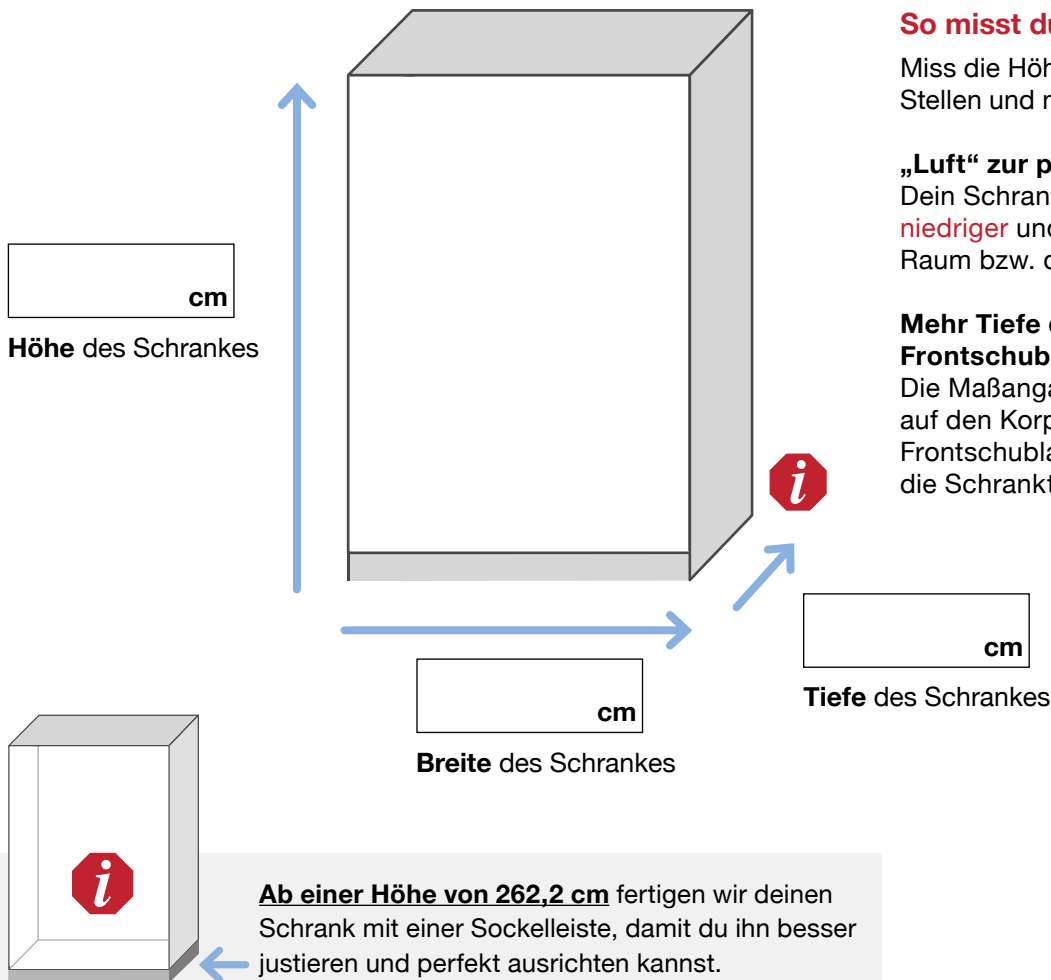 So misst du
Miss die Höh
Stellen und
„Luft“ zur
Dein Schran
niedriger und
Raum bzw.
Mehr Tiefe
Frontschub
Die Maßanga
auf den Korp
Frontschubla
die Schrankt
cm
Höhe des Schrankes
i
cm
Tiefe des Schrankes
cm
Breite des Schrankes
i
Ab einer Höhe von 262,2 cm fertigen wir deinen
Schrank mit einer Sockelleiste, damit du ihn besser
justieren und perfekt ausrichten kannst.